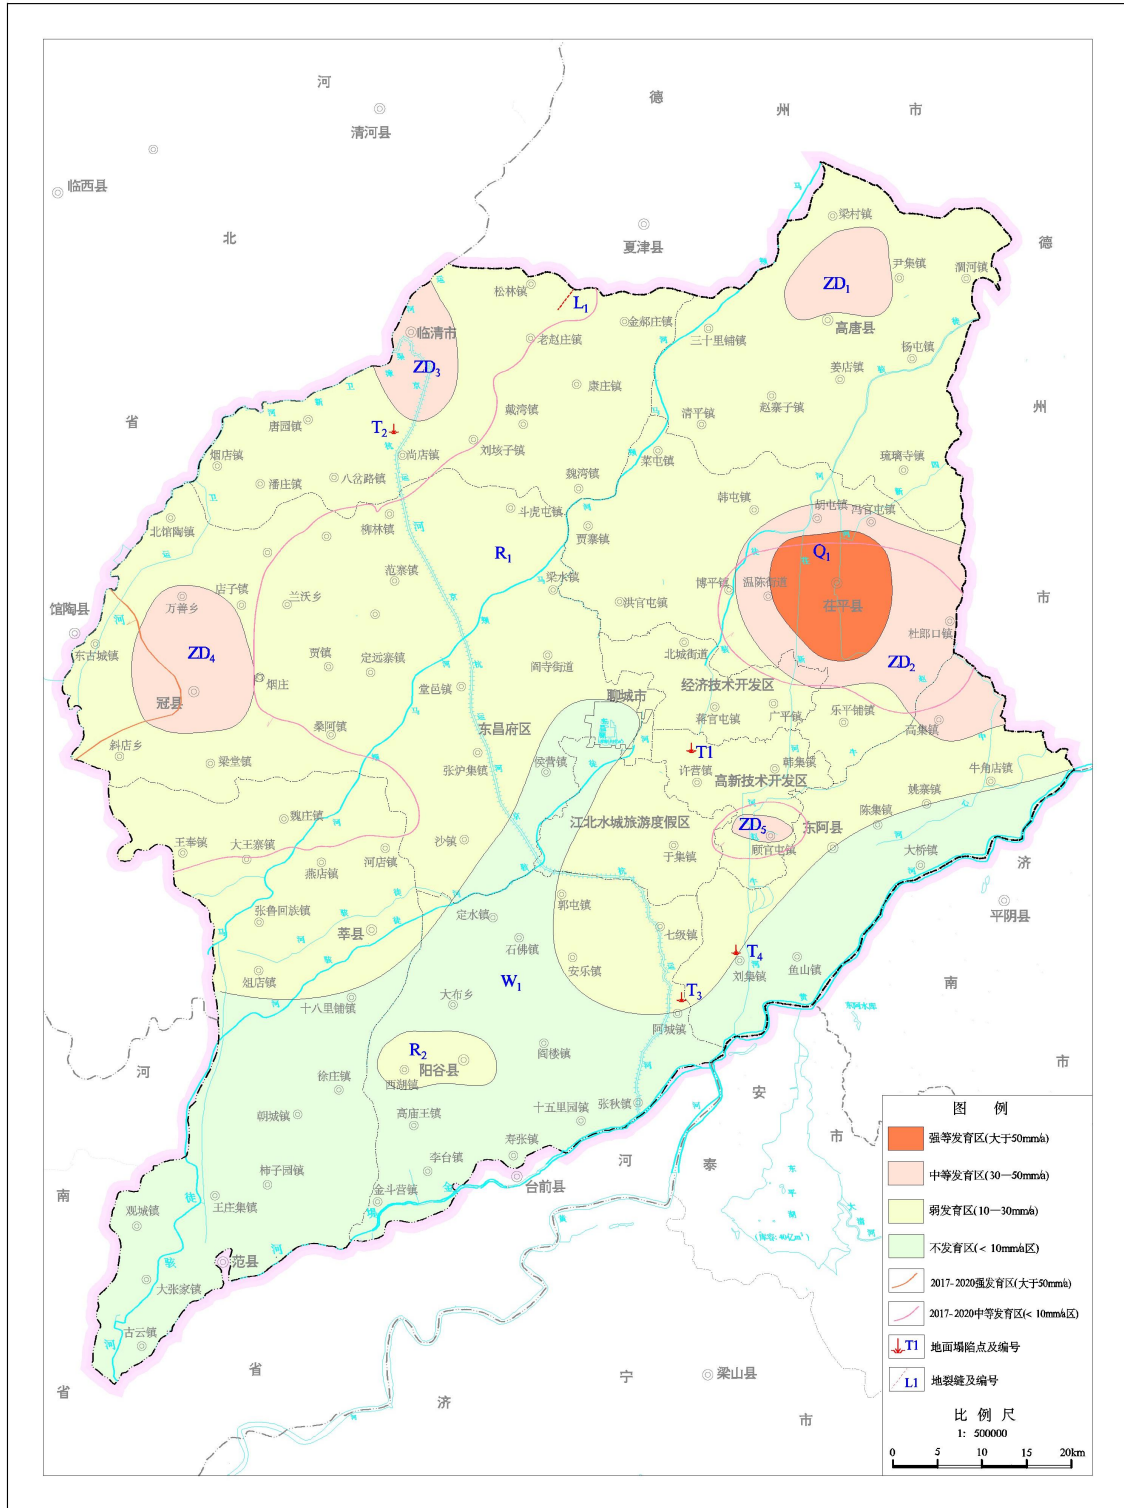 河
德
州
市
清河县
临西县
北
夏津县
梁村镇
德
尹集镇
涸河镇
ZD1
松林镇
L1
高唐县
临清市
金郝庄镇
老赵庄镇
三十里铺镇
杨屯镇
ZD3
姜店镇
康庄镇
赵寨子镇
省
州
唐园镇
T2
戴湾镇
清平镇
刘垓子镇
尚店镇
菜屯镇
烟店镇
琉璃寺镇
潘庄镇
八岔路镇
魏湾镇
韩屯镇
北馆陶镇
柳林镇
斗虎屯镇
胡屯镇
冯官屯镇
贾寨镇
R1
Q1
范寨镇
梁水镇
博平镇
温陈街道
店子镇
万善乡
兰沃乡
洪官屯镇
茌平县
市
馆陶县
杜郎口镇
东古城镇
ZD4
贾镇
定远寨镇
阎寺街道
北城街道
ZD2
烟庄
堂邑镇
经济技术开发区
冠县
聊城市
蒋官屯镇
广平镇
乐平铺镇
桑阿镇
东昌府区
高集镇
斜店乡
梁堂镇
张炉集镇
侯营镇
T1
许营镇
韩集镇
高新技术开发区
牛角店镇
姚寨镇
魏庄镇
江北水城旅游度假区
ZD5
东阿县
陈集镇
王奉镇
大王寨镇
河店镇
沙镇
顾官屯镇
燕店镇
于集镇
大桥镇
济
郭屯镇
张鲁回族镇
定水镇
平阴县
莘县
七级镇
石佛镇
T4
安乐镇
刘集镇
鱼山镇
俎店镇
W1
南
十八里铺镇
大布乡
T3
阿城镇
东阿水库
R2
阎楼镇
河
阳谷县
西湖镇
市
徐庄镇
张秋镇
安
朝城镇
高庙王镇
十五里园镇
市
寿张镇
河
泰
柿子园镇
李台镇
台前县
南
金斗营镇
东平湖
王庄集镇
观城镇
(库容:40亿m³)
范县
大张家镇
古云镇
省
省
济
宁
梁山县
市
图 例
强等发育区(大于50mm/a)
中等发育区(30—50mm/a)
弱发育区(10—30mm/a)
不发育区(< 10mm/a区)
2017-2020强发育区(大于50mm/a)
2017-2020中等发育区(< 10mm/a区)
T1 地面塌陷点及编号
L1 地裂缝及编号
比 例 尺
1: 500000
0 5 10 15 20km